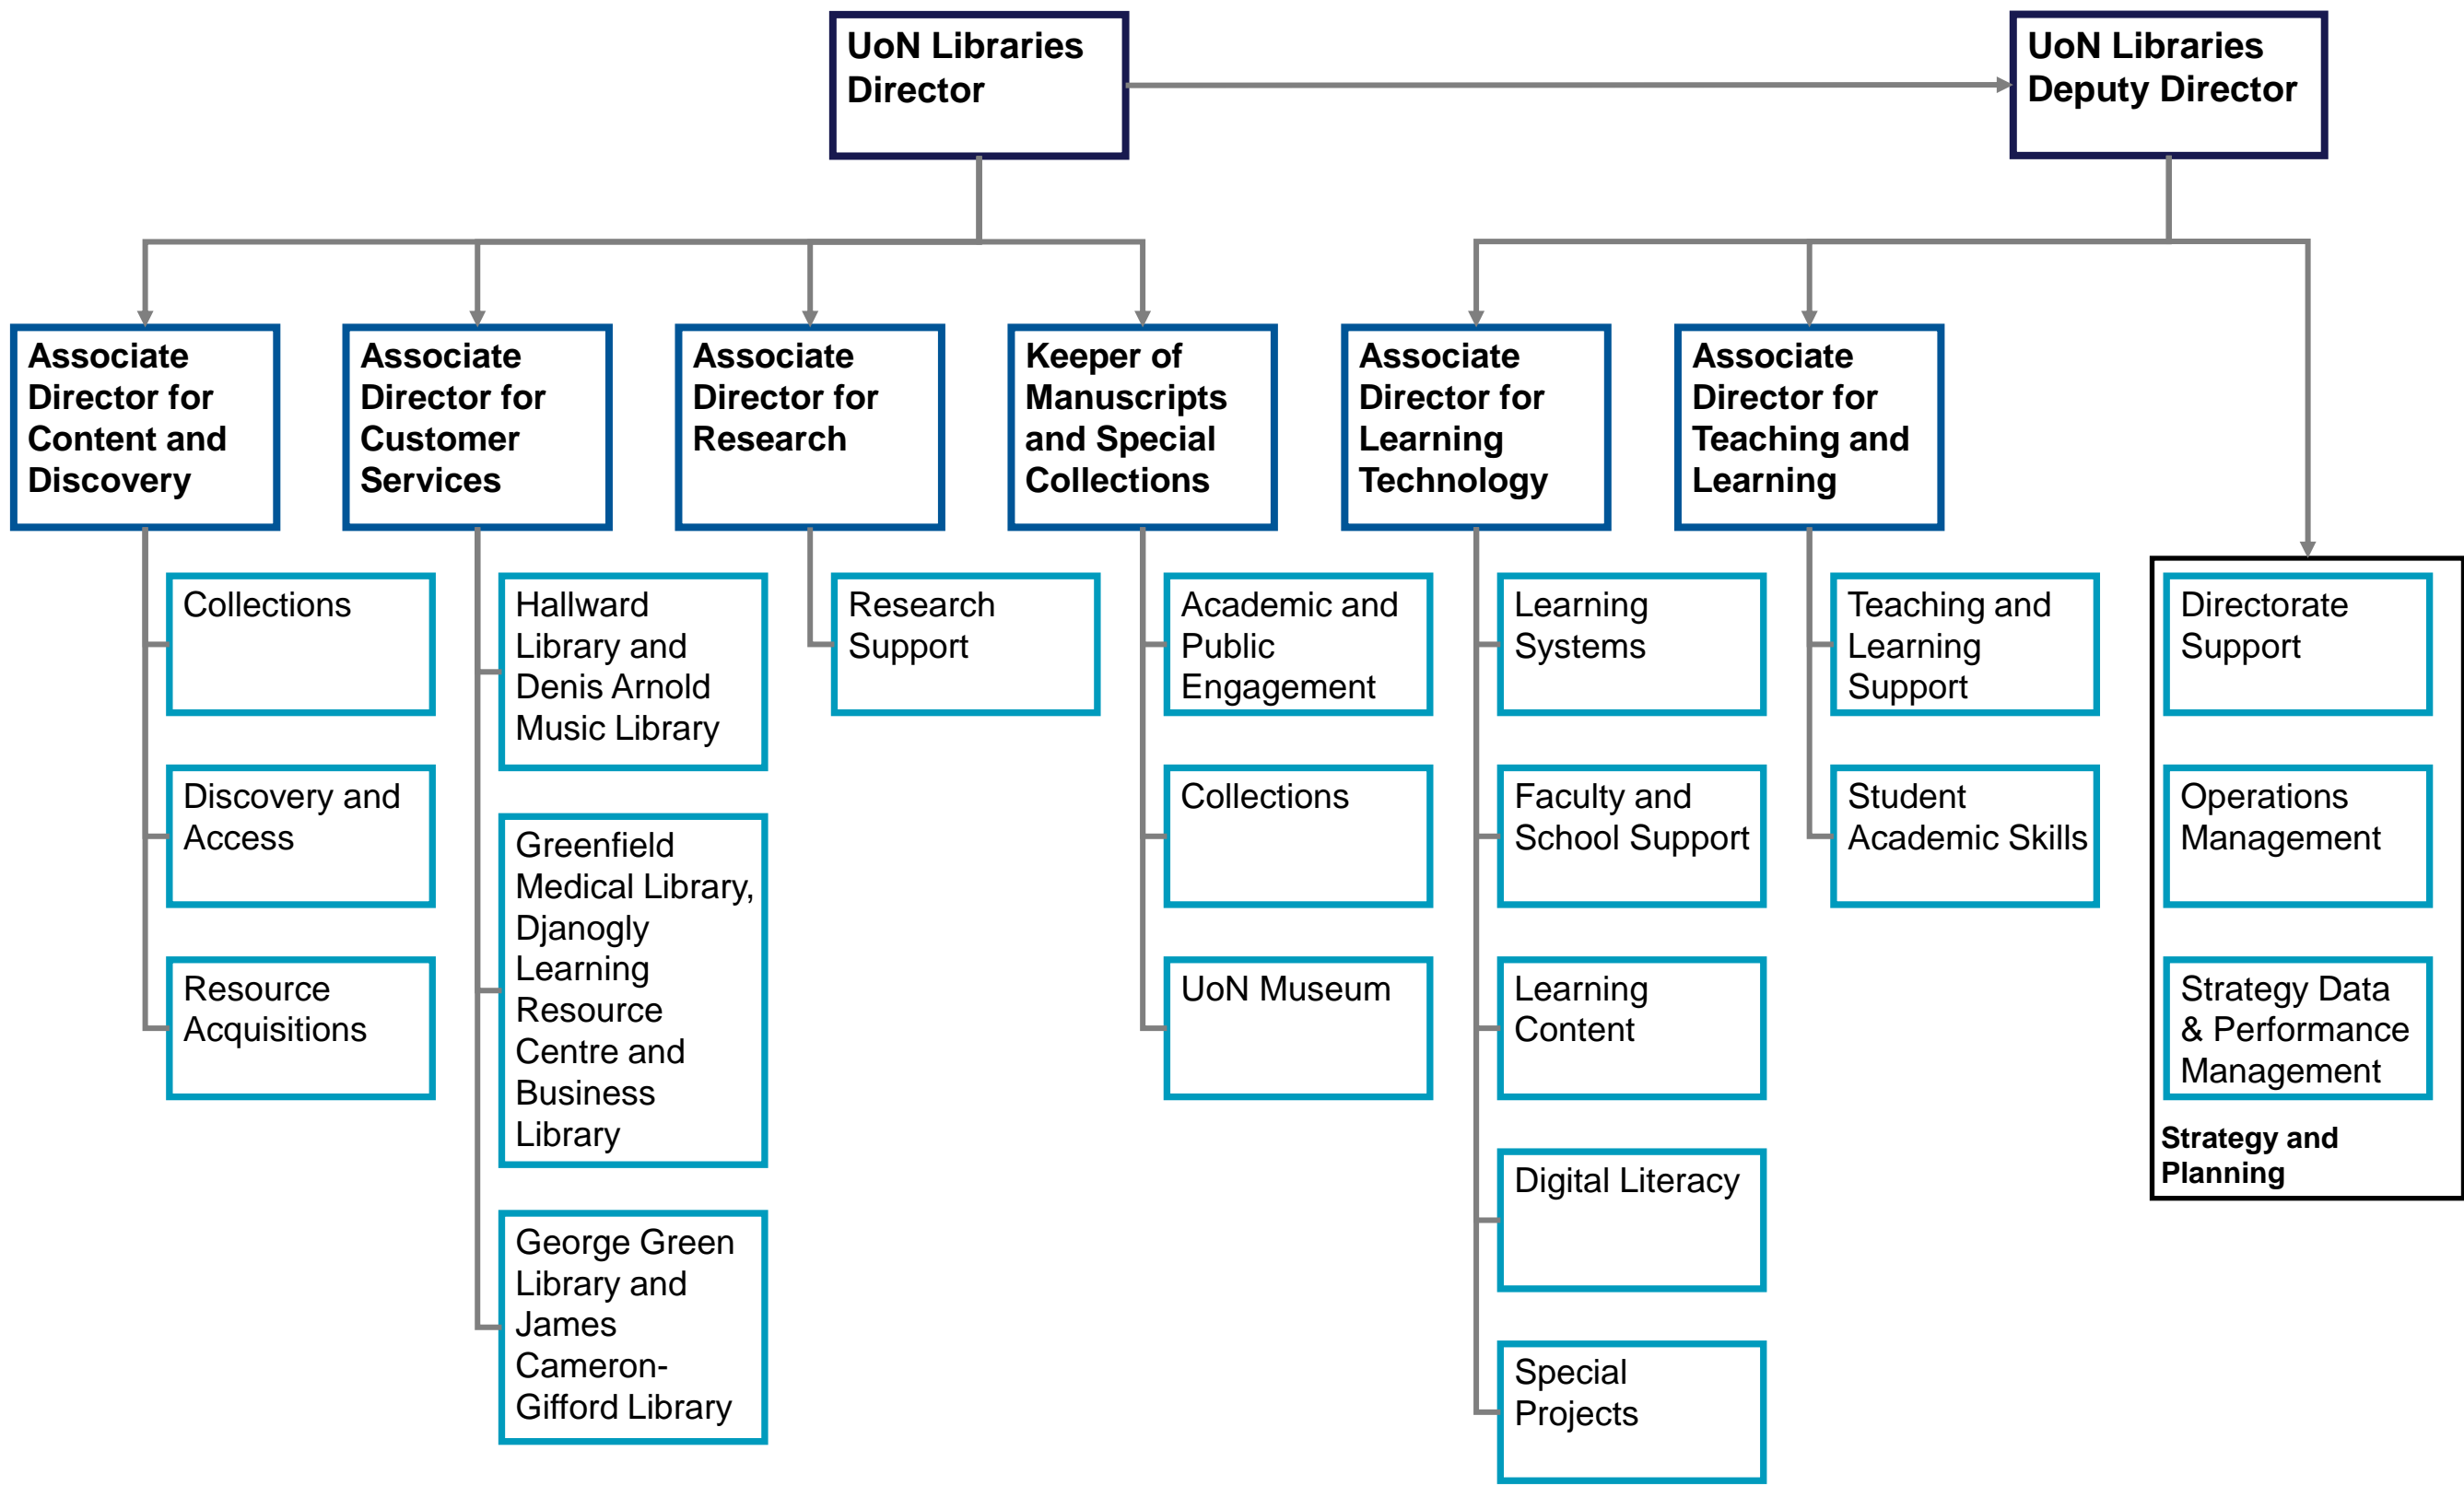 UoN Libraries
Director
UoN Libraries
Deputy Director
Associate
Director for
Content and
Discovery
Associate
Director for
Customer
Services
Associate
Director for
Research
Keeper of
Manuscripts
and Special
Collections
Associate
Director for
Learning
Technology
Associate
Director for
Teaching and
Learning
Collections
Discovery and
Access
Resource
Acquisitions
Hallward
Library and
Denis Arnold
Music Library
Greenfield
Medical Library,
Djanogly
Learning
Resource
Centre and
Business
Library
George Green
Library and
James
Cameron-
Gifford Library
Research
Support
Academic and
Public
Engagement
Collections
UoN Museum
Learning
Systems
Faculty and
School Support
Learning
Content
Digital Literacy
Special
Projects
Teaching and
Learning
Support
Student
Academic Skills
Directorate
Support
Operations
Management
Strategy Data
& Performance
Management
Strategy and
Planning